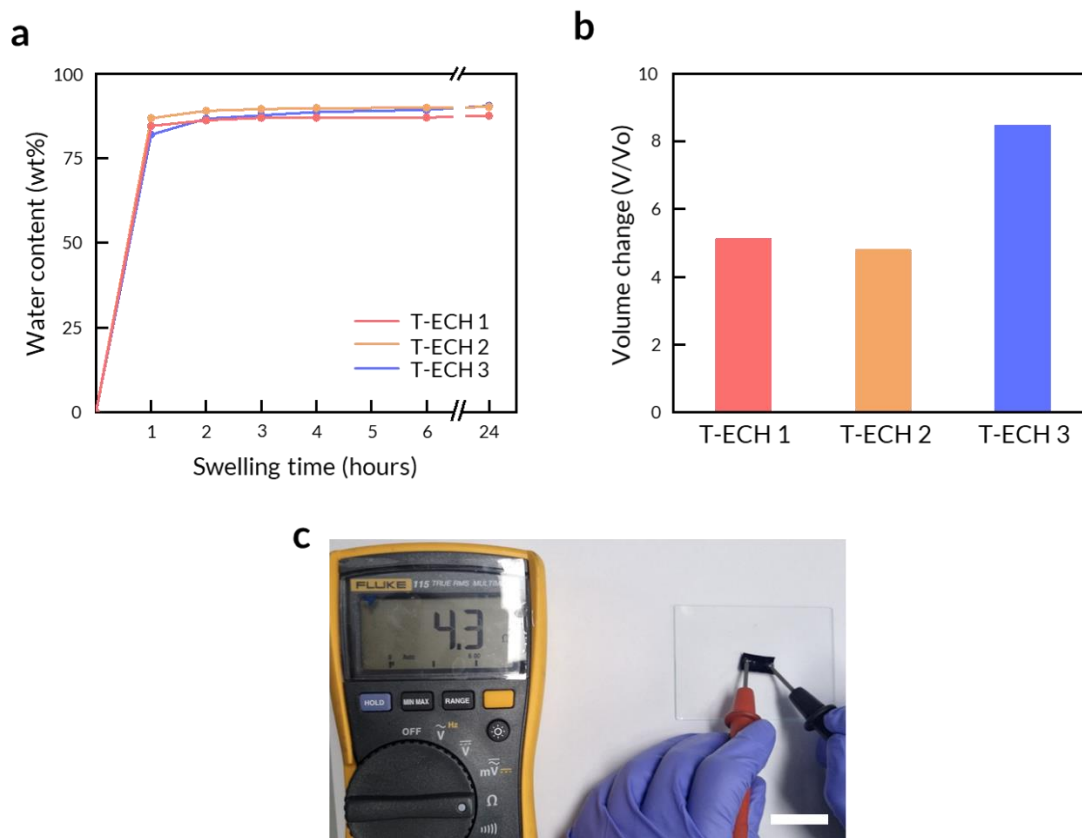 a
100
75
50
25
0
Water content (wt%)
1 2 3 4 5 6 24
Swelling time (hours)
T-ECH 1
T-ECH 2
T-ECH 3
b
10
8
6
4
2
0
Volume change (V/Vo)
T-ECH 1 T-ECH 2 T-ECH 3
c
FLUKE 115 TRUE RMS
4.3
HOLD MIN MAX RANGE
OFF
V Hz
V
mV
Ω